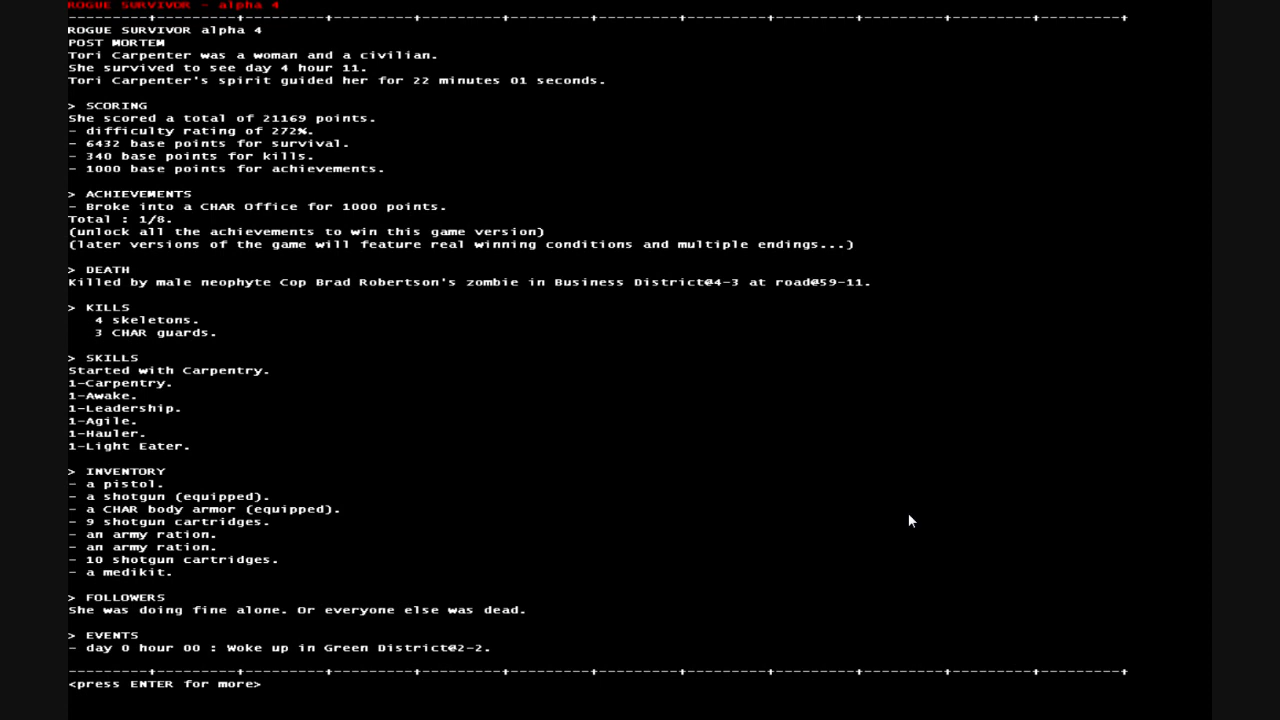 ROGUE SURVIVOR - alpha 4
---------+---------+---------+---------+---------+---------+---------+---------+---------+---------+---------+---------+
ROGUE SURVIVOR alpha 4
POST MORTEM
Tori Carpenter was a woman and a civilian.
She survived to see day 4 hour 11.
Tori Carpenter's spirit guided her for 22 minutes 01 seconds.
> SCORING
She scored a total of 21169 points.
- difficulty rating of 272%.
- 6432 base points for survival.
- 340 base points for kills.
- 1000 base points for achievements.
> ACHIEVEMENTS
- Broke into a CHAR Office for 1000 points.
Total : 1/8.
(unlock all the achievements to win this game version)
(later versions of the game will feature real winning conditions and multiple endings...)
> DEATH
Killed by male neophyte Cop Brad Robertson's zombie in Business District@4-3 at road@59-11.
> KILLS
4 skeletons.
3 CHAR guards.
> SKILLS
Started with Carpentry.
1-Carpentry.
1-Awake.
1-Leadership.
1-Agile.
1-Hauler.
1-Light Eater.
> INVENTORY
- a pistol.
- a shotgun (equipped).
- a CHAR body armor (equipped).
- 9 shotgun cartridges.
- an army ration.
- an army ration.
- 10 shotgun cartridges.
- a medikit.
> FOLLOWERS
She was doing fine alone. Or everyone else was dead.
> EVENTS
- day 0 hour 00 : Woke up in Green District@2-2.
---------+---------+---------+---------+---------+---------+---------+---------+---------+---------+---------+---------+
<press ENTER for more>